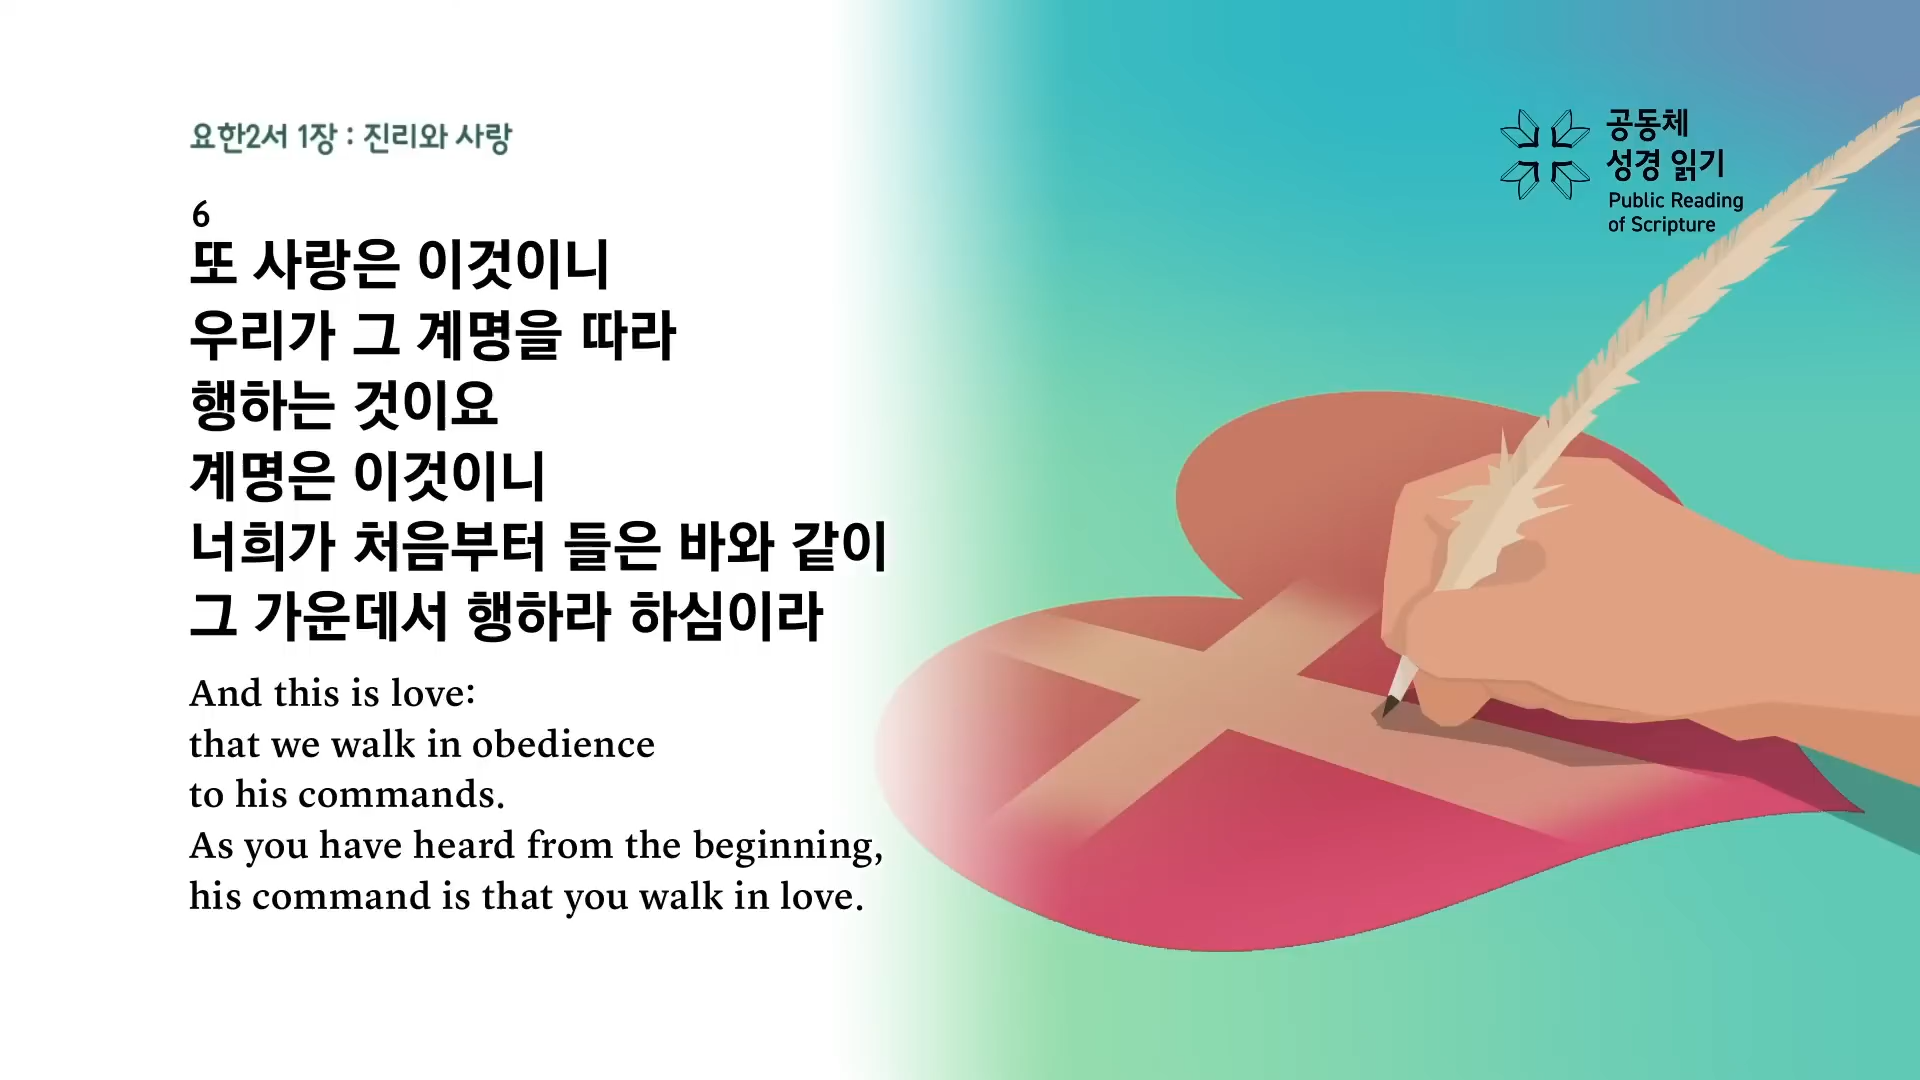 요한2서 1장 : 진리와 사랑
6
또 사랑은 이것이니
우리가 그 계명을 따라
행하는 것이요
계명은 이것이니
너희가 처음부터 들은 바와 같이
그 가운데서 행하라 하심이라
And this is love:
that we walk in obedience
to his commands.
As you have heard from the beginning,
his command is that you walk in love.
공동체
성경 읽기
Public Reading
of Scripture